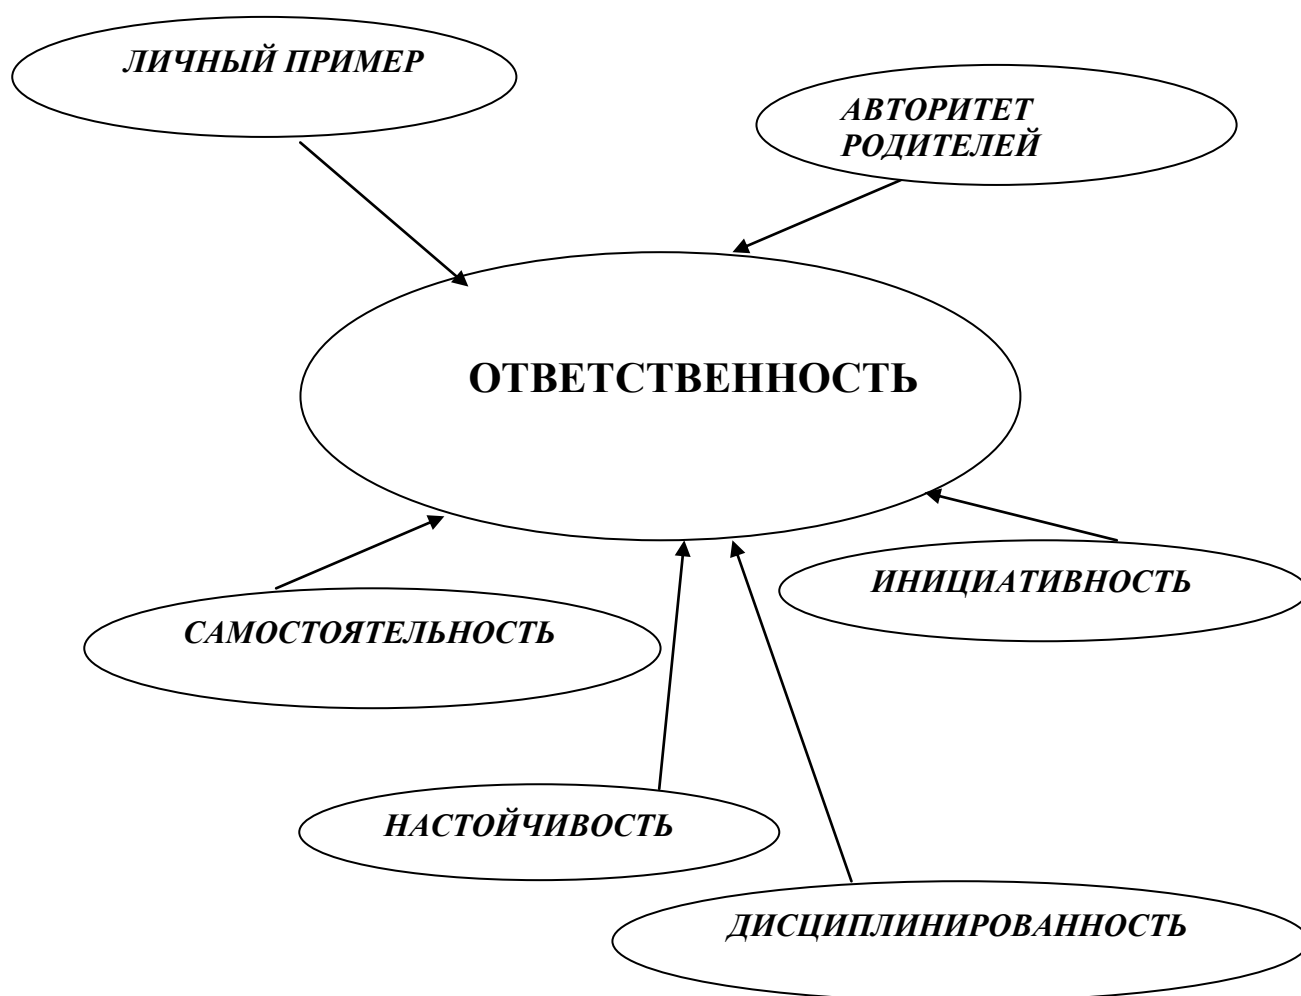 ЛИЧНЫЙ ПРИМЕР
АВТОРИТЕТ
РОДИТЕЛЕЙ
ОТВЕТСТВЕННОСТЬ
ИНИЦИАТИВНОСТЬ
САМОСТОЯТЕЛЬНОСТЬ
НАСТОЙЧИВОСТЬ
ДИСЦИПЛИНИРОВАННОСТЬ